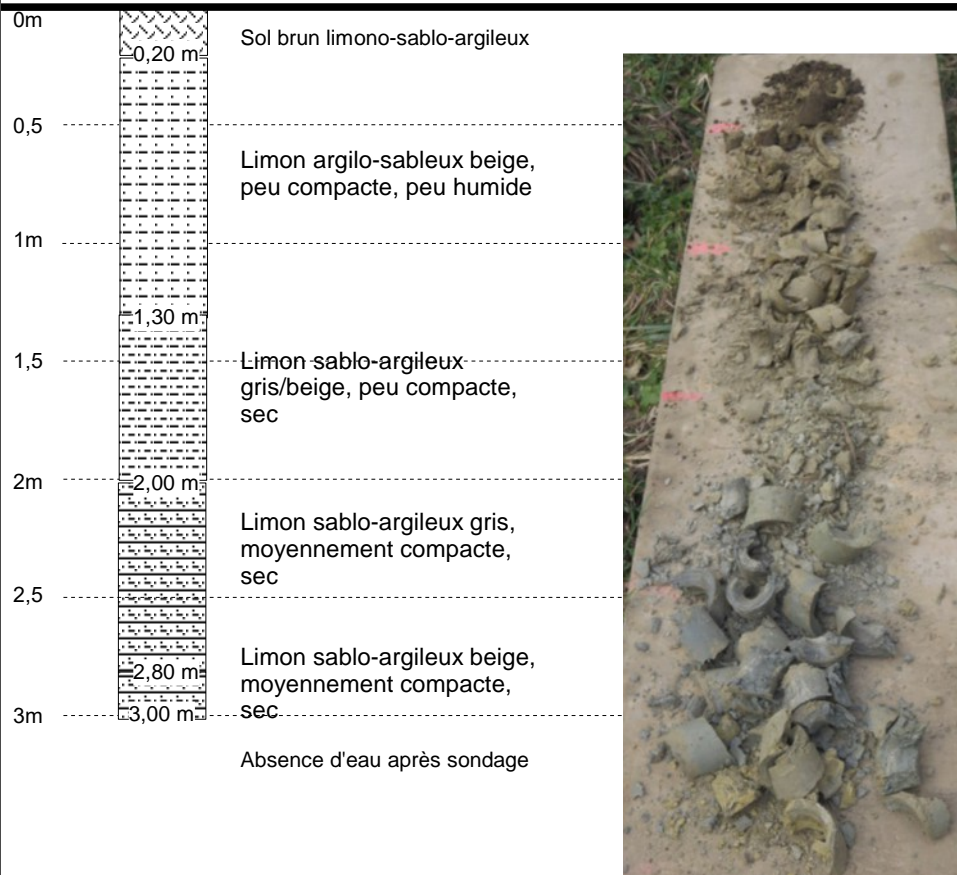 0m
Sol brun limono-sablo-argileux
0,20 m
0,5
Limon argilo-sableux beige,
peu compacte, peu humide
1m
1,30 m
1,5
Limon sablo-argileux
gris/beige, peu compacte,
sec
2m
2,00 m
Limon sablo-argileux gris,
moyennement compacte,
sec
2,5
Limon sablo-argileux beige,
moyennement compacte,
sec
2,80 m
3m
3,00 m
Absence d'eau après sondage